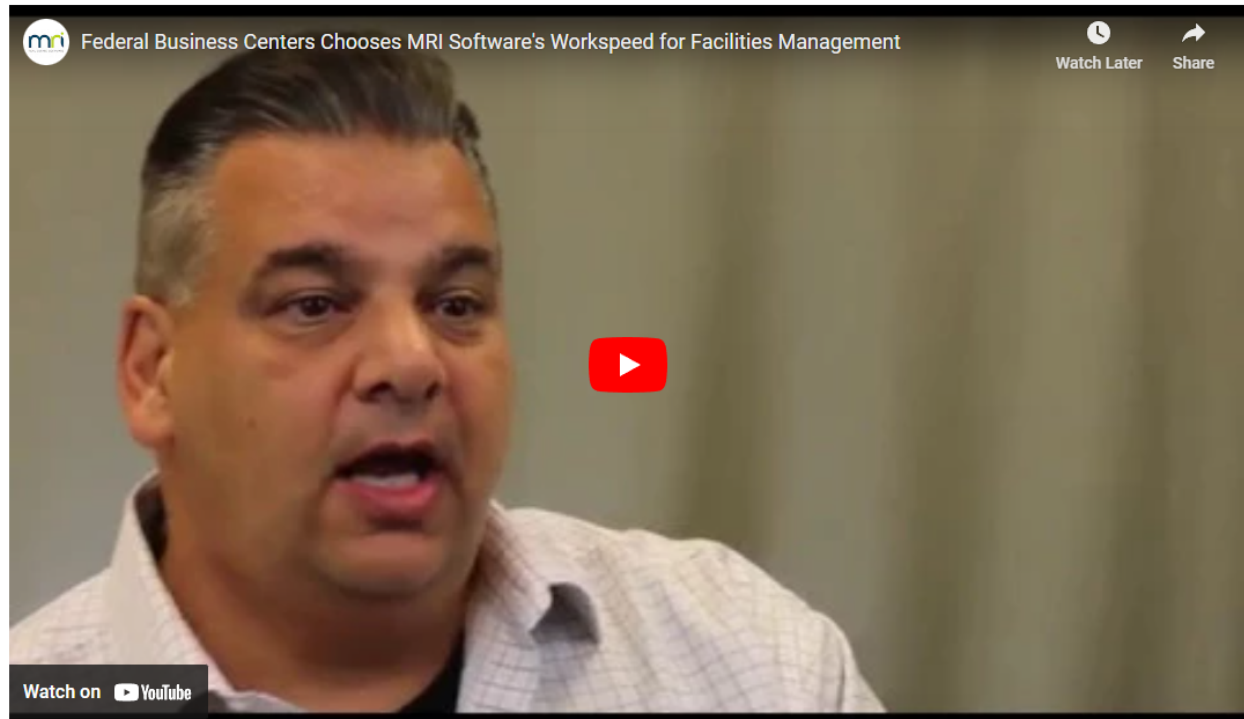 mri
Federal Business Centers Chooses MRI Software's Workspeed for Facilities Management
Watch Later
Share
Watch on YouTube